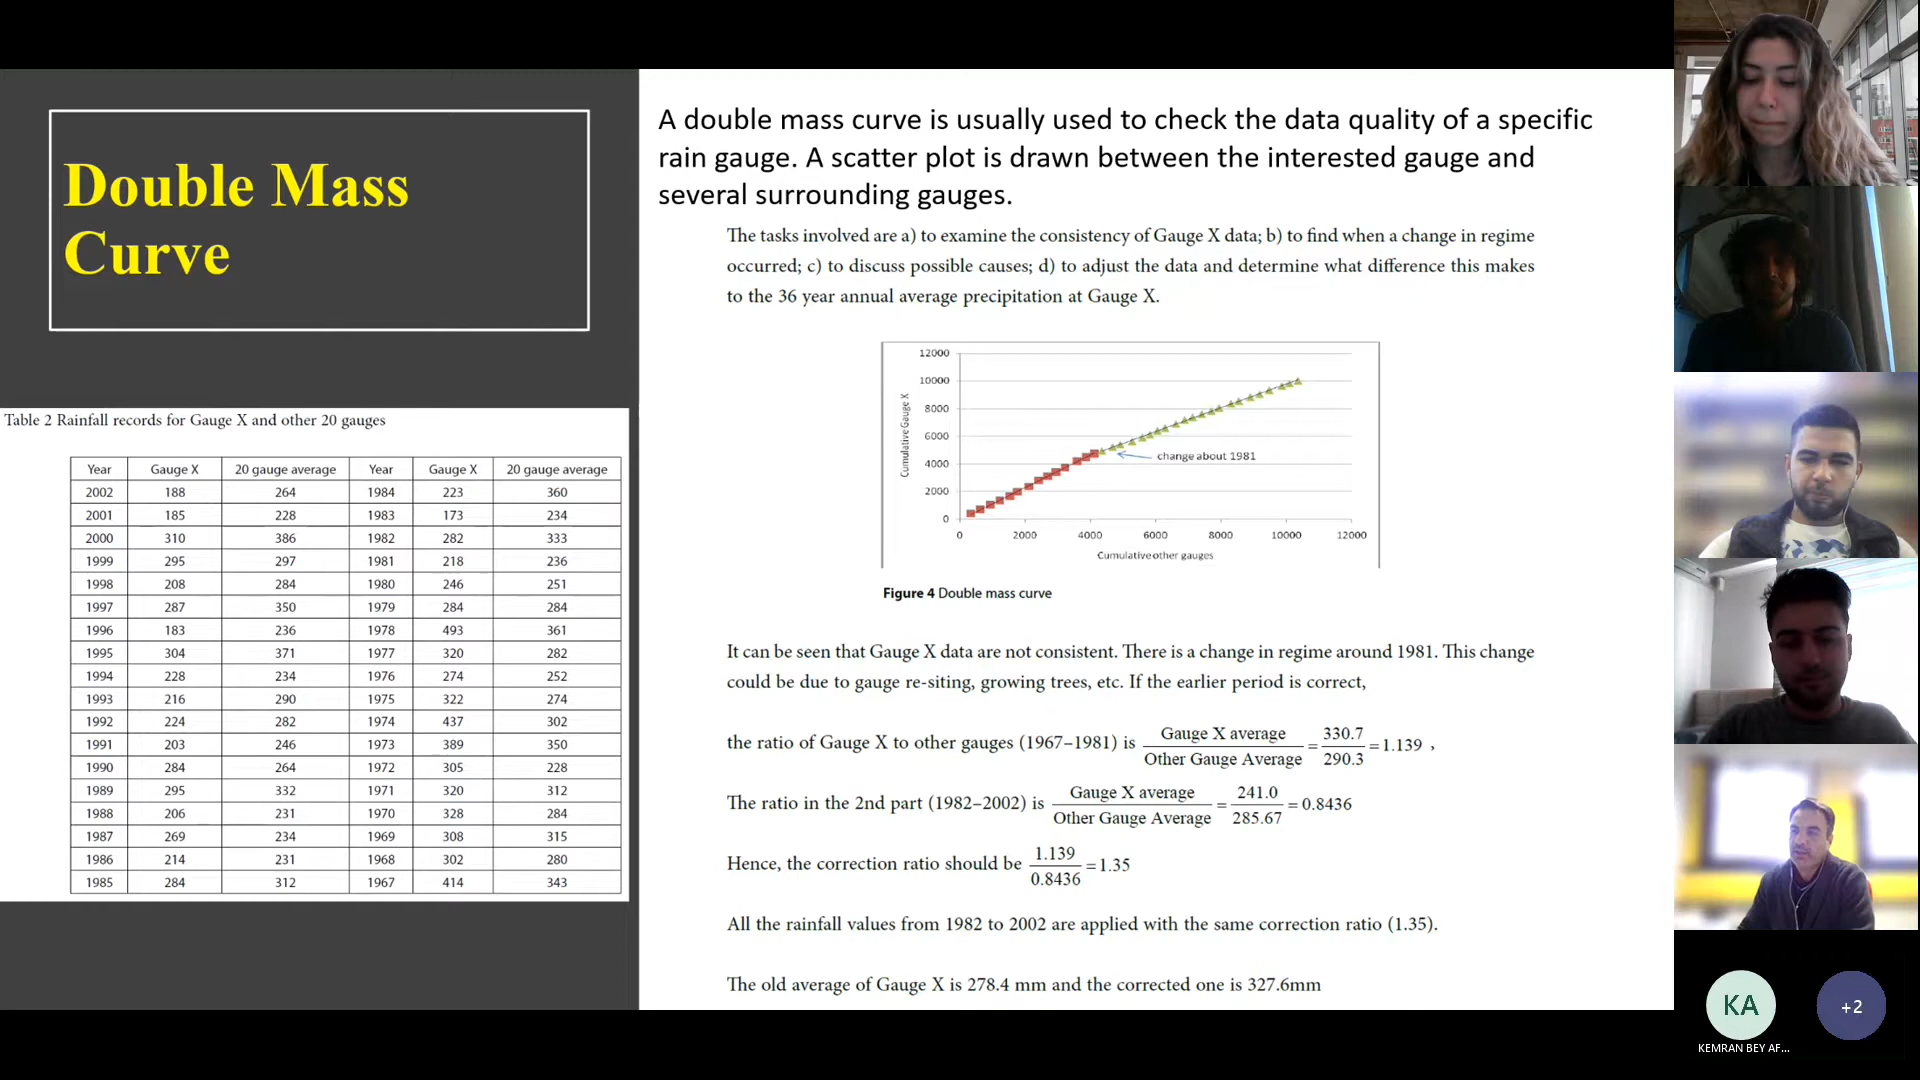 Double Mass
Curve
Table 2 Rainfall records for Gauge X and other 20 gauges
Year Gauge X 20 gauge average Year Gauge X 20 gauge average
2002 188 264 1984 223 360
2001 185 228 1983 173 234
2000 310 386 1982 282 333
1999 295 297 1981 218 236
1998 208 284 1980 246 251
1997 287 350 1979 284 284
1996 183 236 1978 493 361
1995 304 371 1977 320 282
1994 228 234 1976 274 252
1993 216 290 1975 322 274
1992 224 282 1974 437 302
1991 203 246 1973 389 350
1990 284 264 1972 305 228
1989 295 332 1971 320 312
1988 206 231 1970 328 284
1987 269 234 1969 308 315
1986 214 231 1968 302 280
1985 284 312 1967 414 343
A double mass curve is usually used to check the data quality of a specific
rain gauge. A scatter plot is drawn between the interested gauge and
several surrounding gauges.
The tasks involved are a) to examine the consistency of Gauge X data; b) to find when a change in regime
occurred; c) to discuss possible causes; d) to adjust the data and determine what difference this makes
to the 36 year annual average precipitation at Gauge X.
Cumulative Gauge X
12000
10000
8000
6000
4000
2000
0
change about 1981
0 2000 4000 6000 8000 10000 12000
Cumulative other gauges
Figure 4 Double mass curve
It can be seen that Gauge X data are not consistent. There is a change in regime around 1981. This change
could be due to gauge re-siting, growing trees, etc. If the earlier period is correct,
the ratio of Gauge X to other gauges (1967–1981) is Gauge X average / Other Gauge Average = 330.7 / 290.3 = 1.139 ,
The ratio in the 2nd part (1982–2002) is Gauge X average / Other Gauge Average = 241.0 / 285.67 = 0.8436
Hence, the correction ratio should be 1.139 / 0.8436 = 1.35
All the rainfall values from 1982 to 2002 are applied with the same correction ratio (1.35).
The old average of Gauge X is 278.4 mm and the corrected one is 327.6mm
KA
+2
KEMRAN BEY AF...